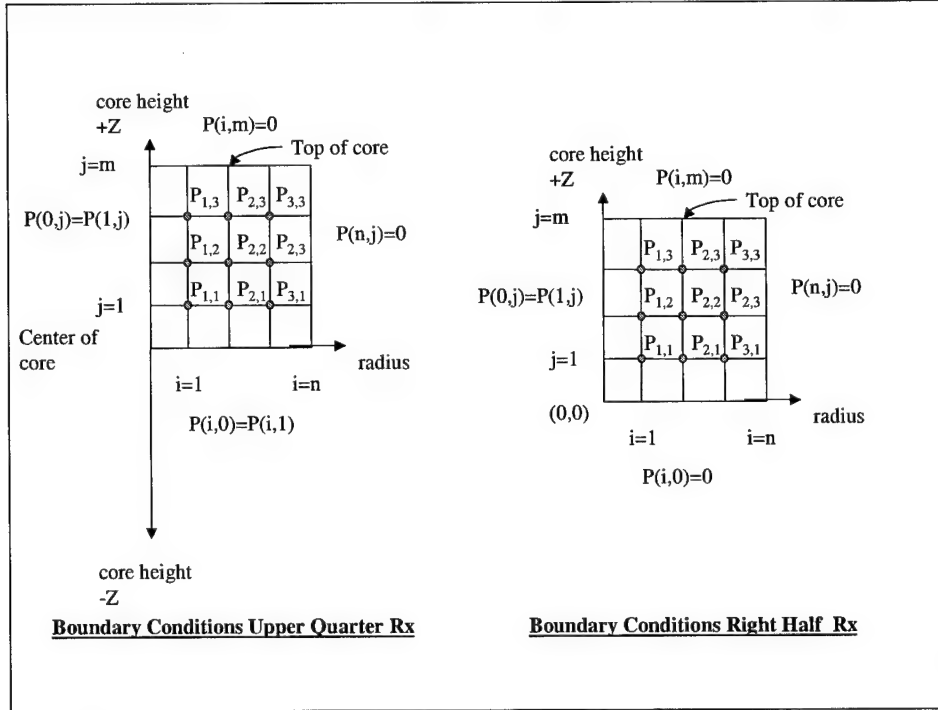 core height
+Z
P(i,m)=0
Top of core
j=m
P1,3 P2,3 P3,3
P(0,j)=P(1,j)
P1,2 P2,2 P2,3
P(n,j)=0
P1,1 P2,1 P3,1
j=1
Center of
core
radius
i=1 i=n
P(i,0)=P(i,1)
core height
-Z
Boundary Conditions Upper Quarter Rx
core height
+Z
P(i,m)=0
Top of core
j=m
P1,3 P2,3 P3,3
P(0,j)=P(1,j)
P1,2 P2,2 P2,3
P(n,j)=0
P1,1 P2,1 P3,1
j=1
(0,0)
radius
i=1 i=n
P(i,0)=0
Boundary Conditions Right Half Rx